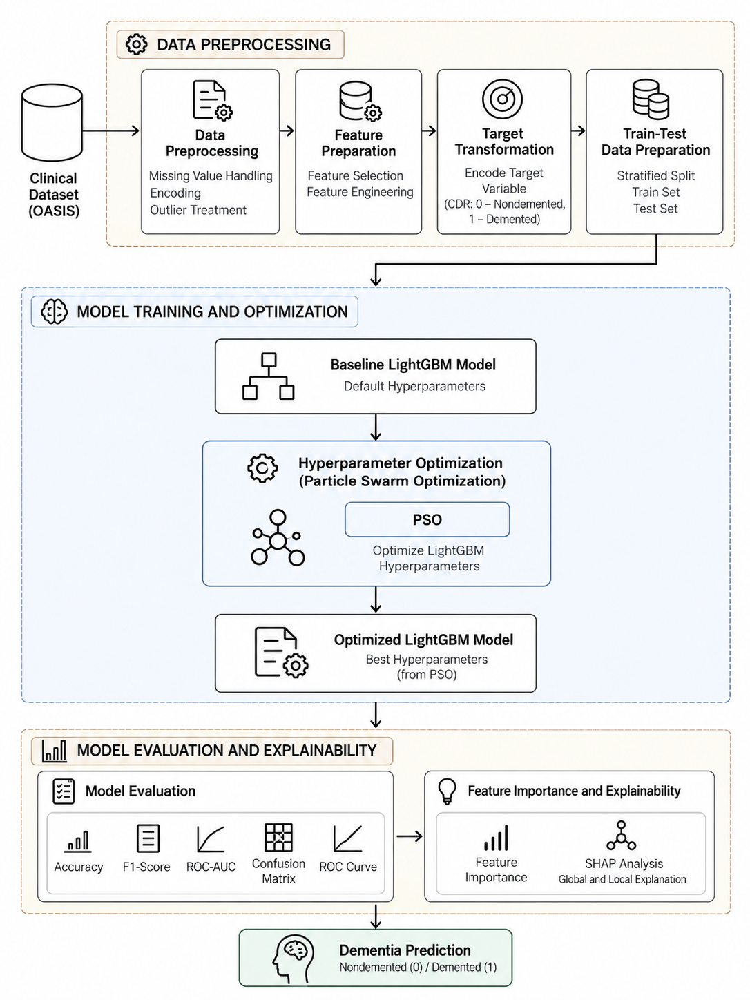 DATA PREPROCESSING
Clinical
Dataset
(OASIS)
Data
Preprocessing
Missing Value Handling
Encoding
Outlier Treatment
Feature
Preparation
Feature Selection
Feature Engineering
Target
Transformation
Encode Target
Variable
(CDR: 0 – Nondemented,
1 – Demented)
Train-Test
Data Preparation
Stratified Split
Train Set
Test Set
MODEL TRAINING AND OPTIMIZATION
Baseline LightGBM Model
Default Hyperparameters
Hyperparameter Optimization
(Particle Swarm Optimization)
PSO
Optimize LightGBM
Hyperparameters
Optimized LightGBM Model
Best Hyperparameters
(from PSO)
MODEL EVALUATION AND EXPLAINABILITY
Model Evaluation
Accuracy
F1-Score
ROC-AUC
Confusion
Matrix
ROC Curve
Feature Importance and Explainability
Feature
Importance
SHAP Analysis
Global and Local Explanation
Dementia Prediction
Nondemented (0) / Demented (1)